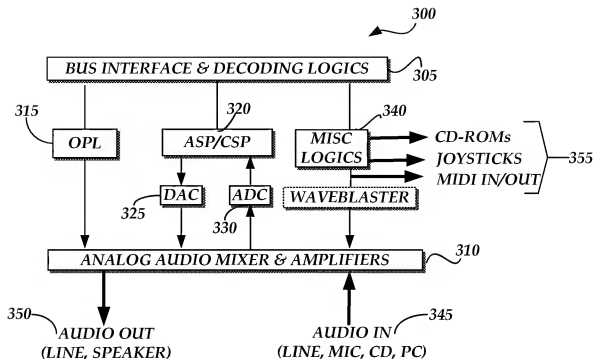 300
BUS INTERFACE & DECODING LOGICS
305
315
320
340
OPL
ASP/CSP
MISC
LOGICS
CD-ROMs
JOYSTICKS
MIDI IN/OUT
355
DAC
325
ADC
330
WAVEBLASTER
310
ANALOG AUDIO MIXER & AMPLIFIERS
350
AUDIO OUT
(LINE, SPEAKER)
345
AUDIO IN
(LINE, MIC, CD, PC)